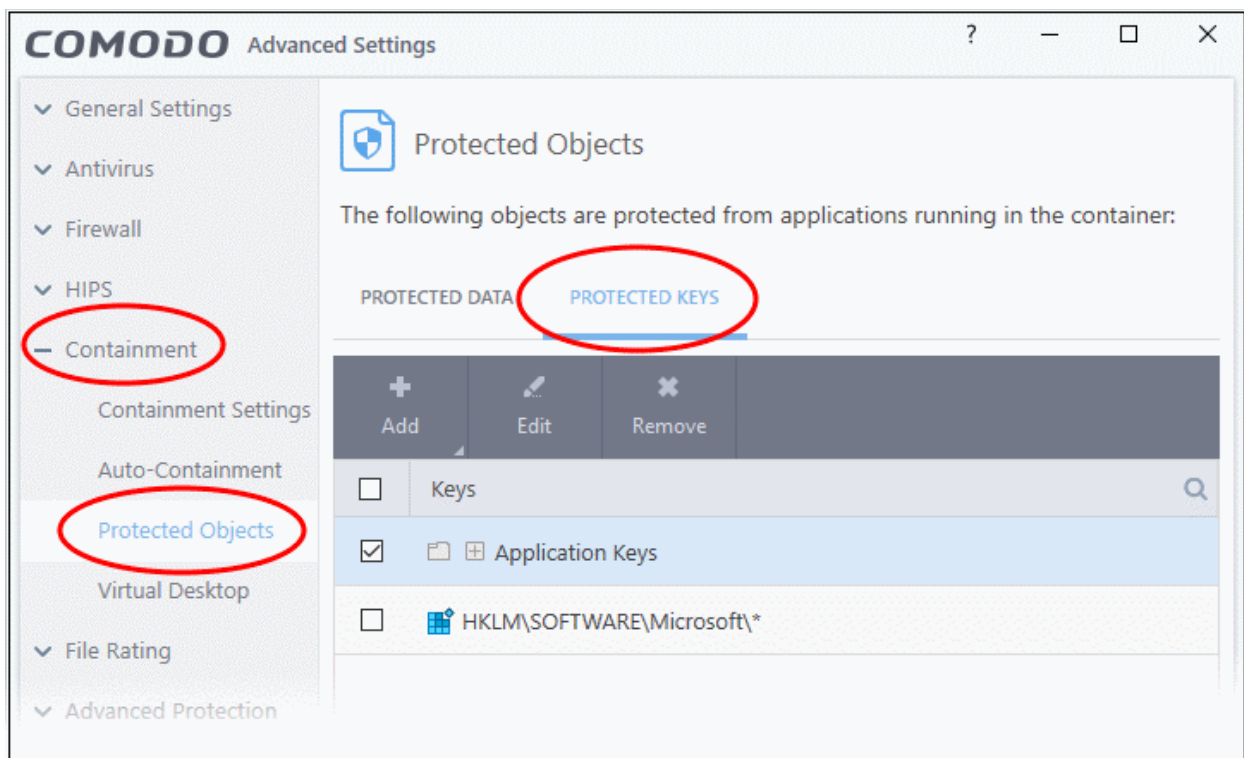 COMODO Advanced Settings ?
General Settings
Antivirus
Firewall
HIPS
Containment
Containment Settings
Auto-Containment
Protected Objects
Virtual Desktop
File Rating
Advanced Protection
Protected Objects
The following objects are protected from applications running in the container:
PROTECTED DATA PROTECTED KEYS
Add Edit Remove
Keys
Application Keys
HKLM\SOFTWARE\Microsoft\*